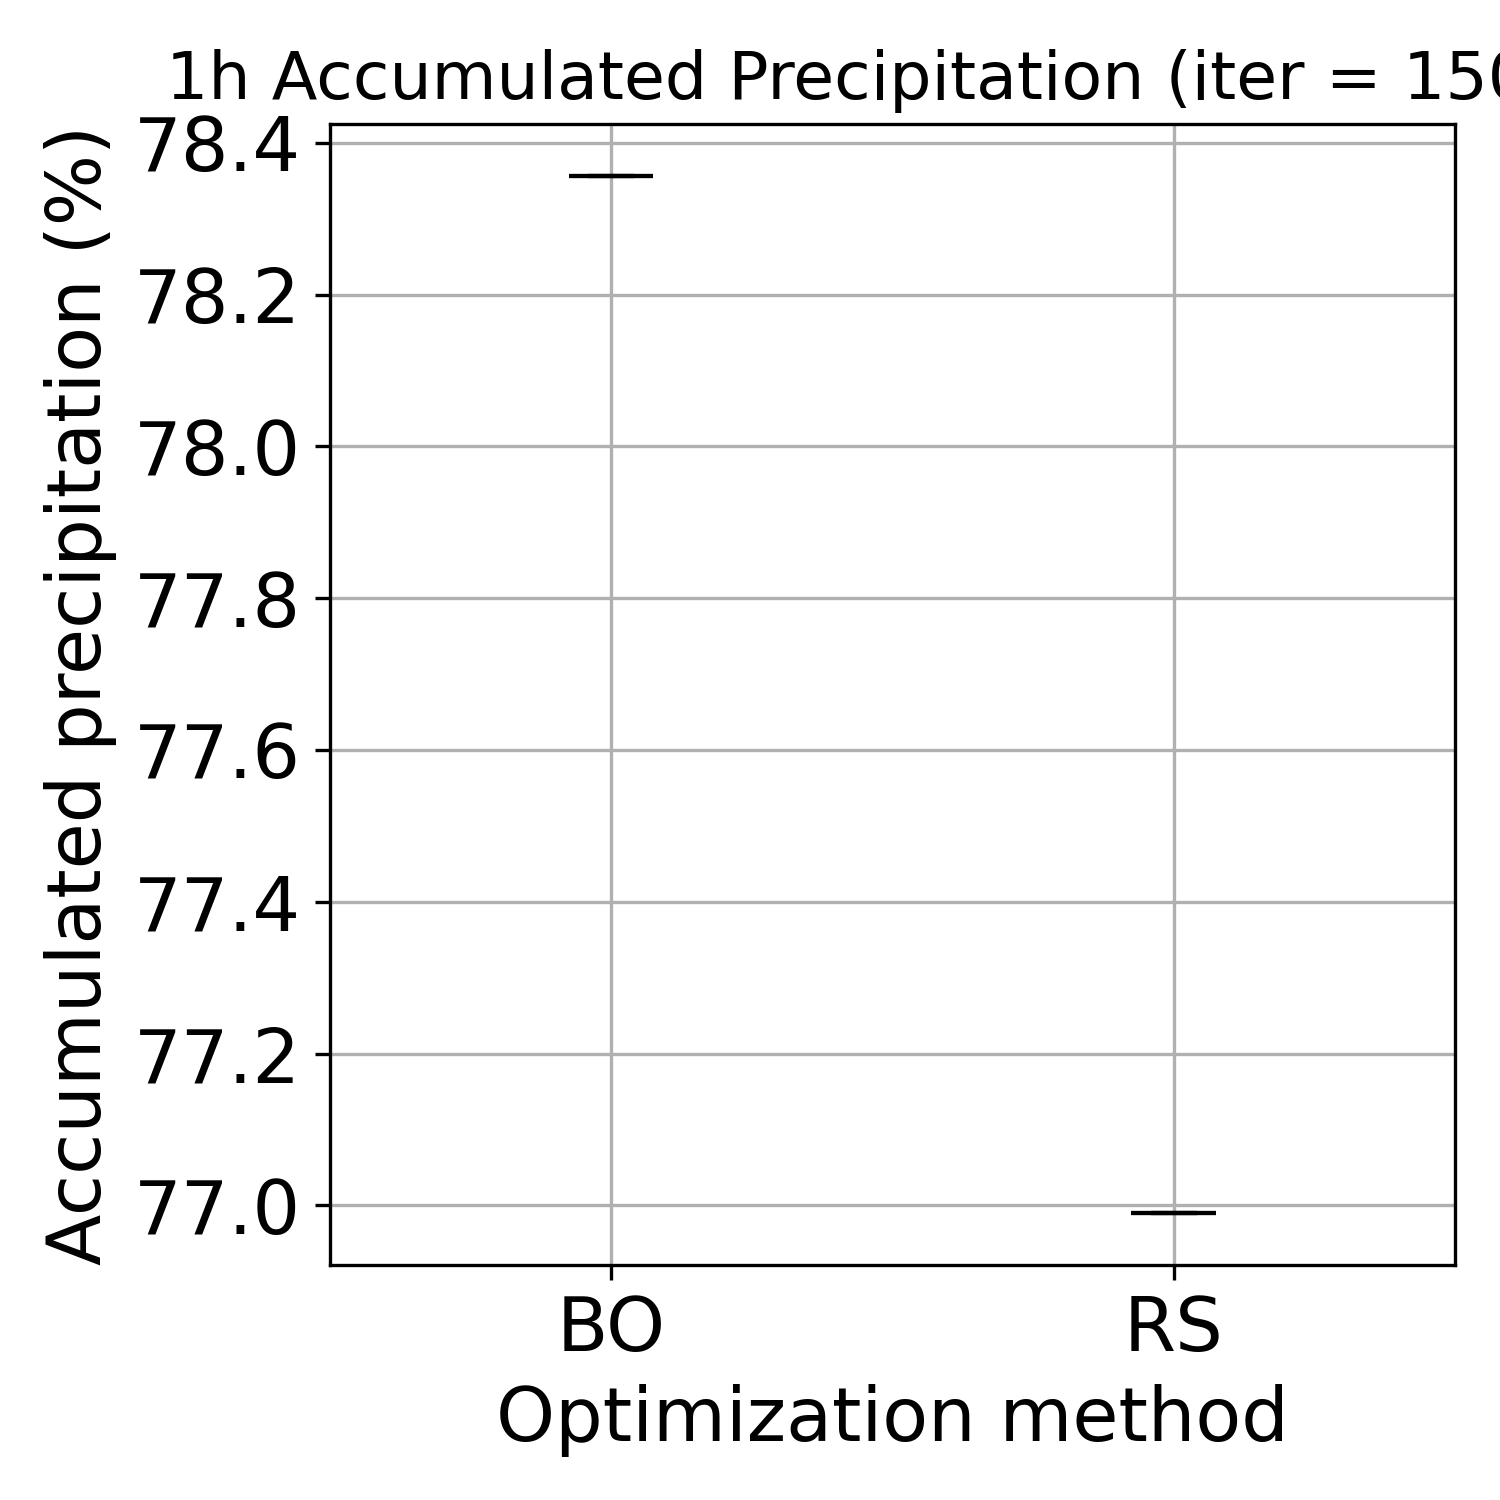 1h Accumulated Precipitation (iter = 150
Accumulated precipitation (%)
78.4
78.2
78.0
77.8
77.6
77.4
77.2
77.0
BO RS
Optimization method